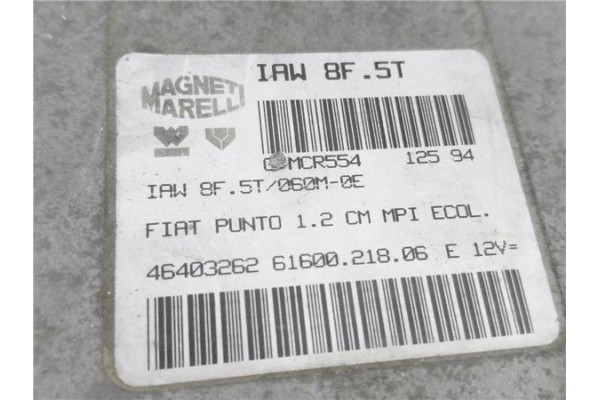 MAGNETI
MARELLI
IAW 8F.5T
MCR554 125 94
IAW 8F.5T/060M-0E
FIAT PUNTO 1.2 CM MPI ECOL.
46403262 61600.218.06 E 12V=